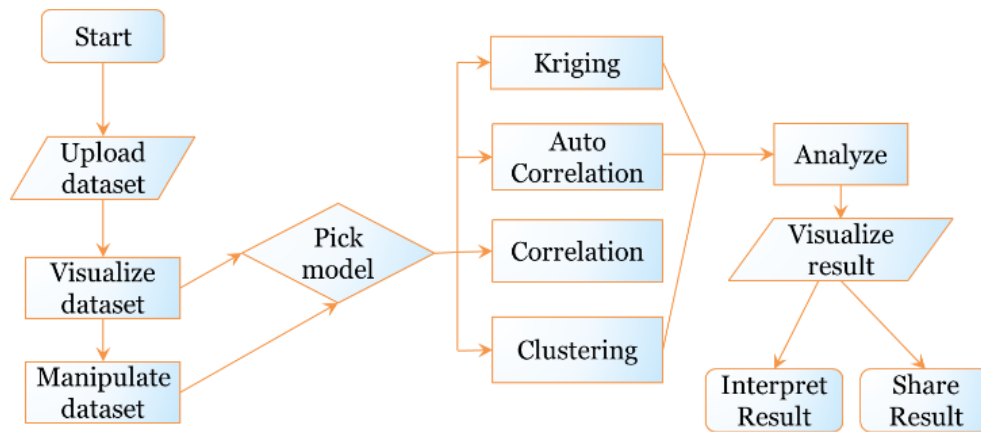 Start
Upload
dataset
Visualize
dataset
Manipulate
dataset
Pick
model
Kriging
Auto
Correlation
Correlation
Clustering
Analyze
Visualize
result
Interpret
Result
Share
Result